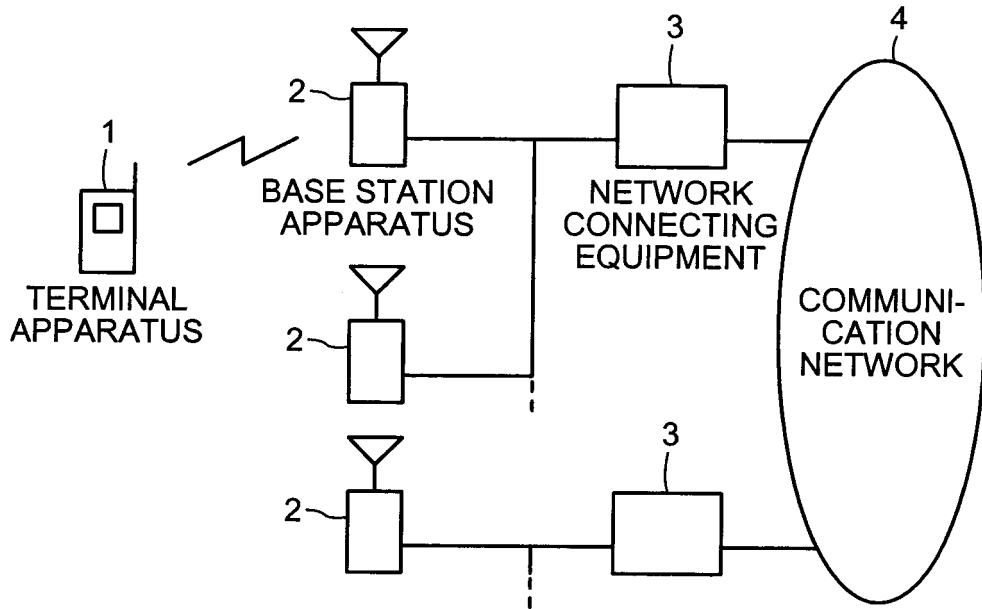 3
4
2
1
BASE STATION
APPARATUS
NETWORK
CONNECTING
EQUIPMENT
TERMINAL
APPARATUS
2
COMMUNI-
CATION
NETWORK
3
2